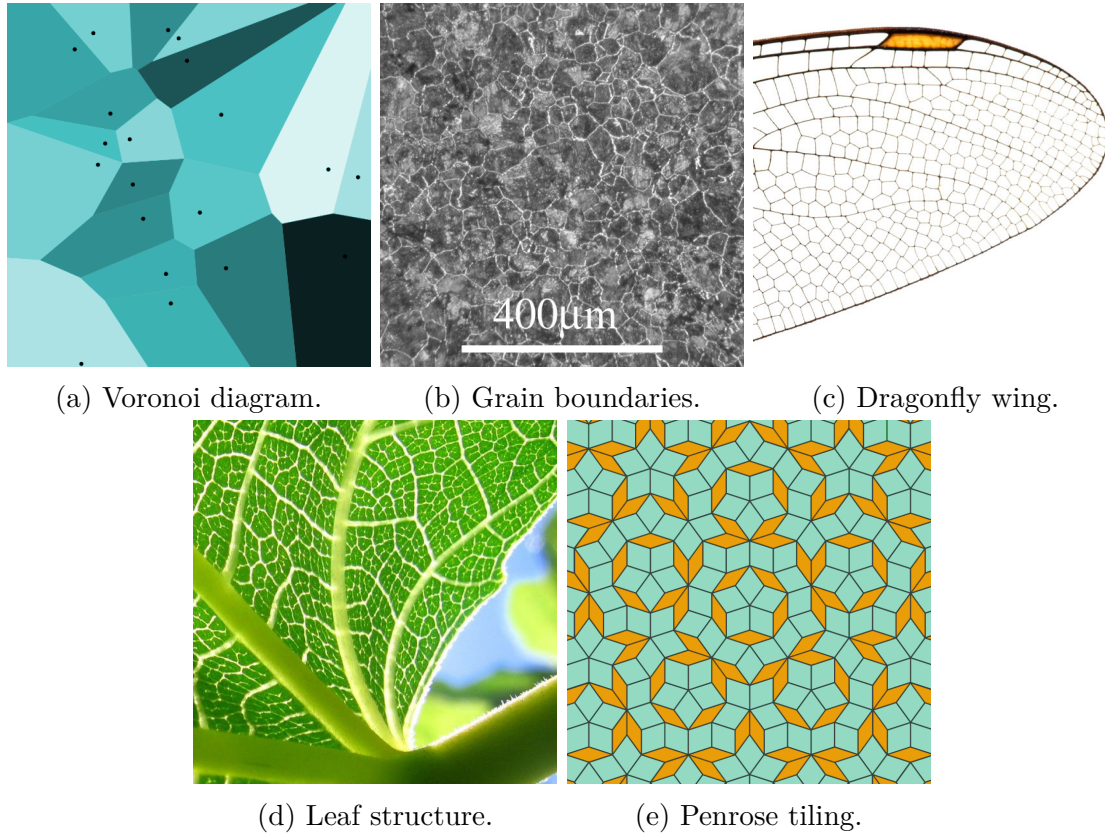 400µm
(a) Voronoi diagram.
(b) Grain boundaries.
(c) Dragonfly wing.
(d) Leaf structure.
(e) Penrose tiling.